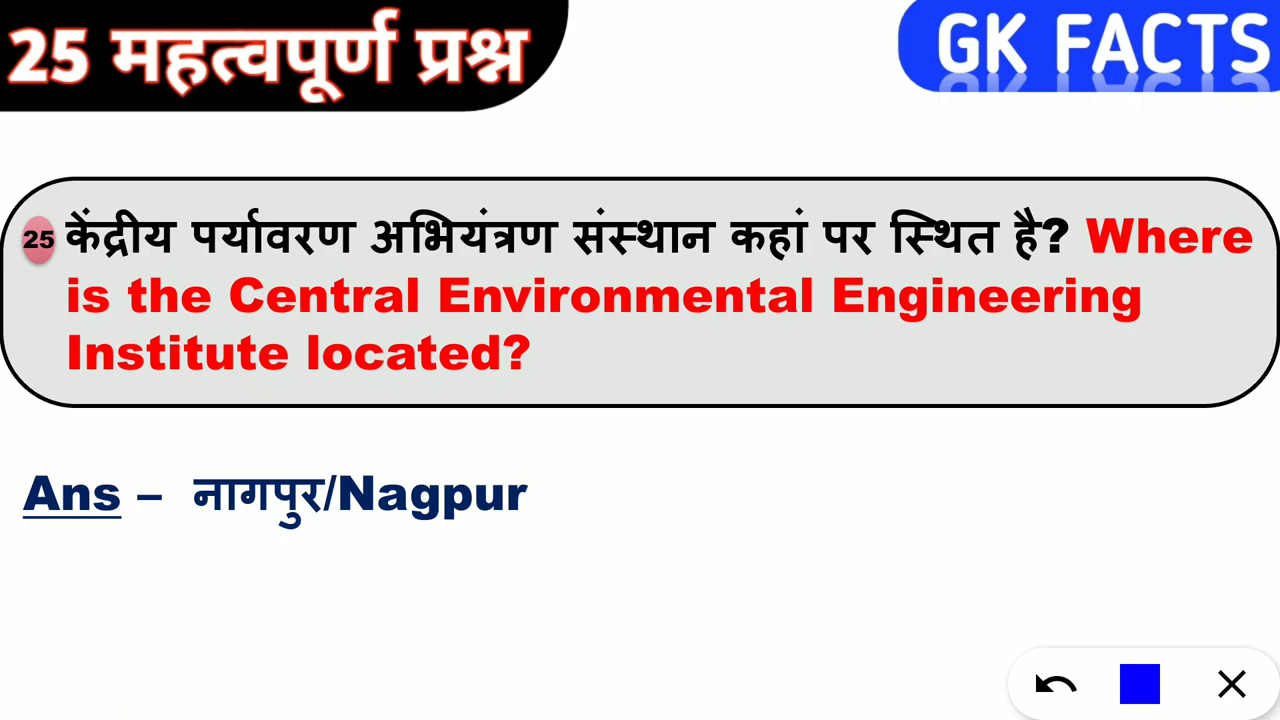 25 महत्वपूर्ण प्रश्न
GK FACTS
25 केंद्रीय पर्यावरण अभियंत्रण संस्थान कहां पर स्थित है? Where
is the Central Environmental Engineering
Institute located?
Ans – नागपुर/Nagpur